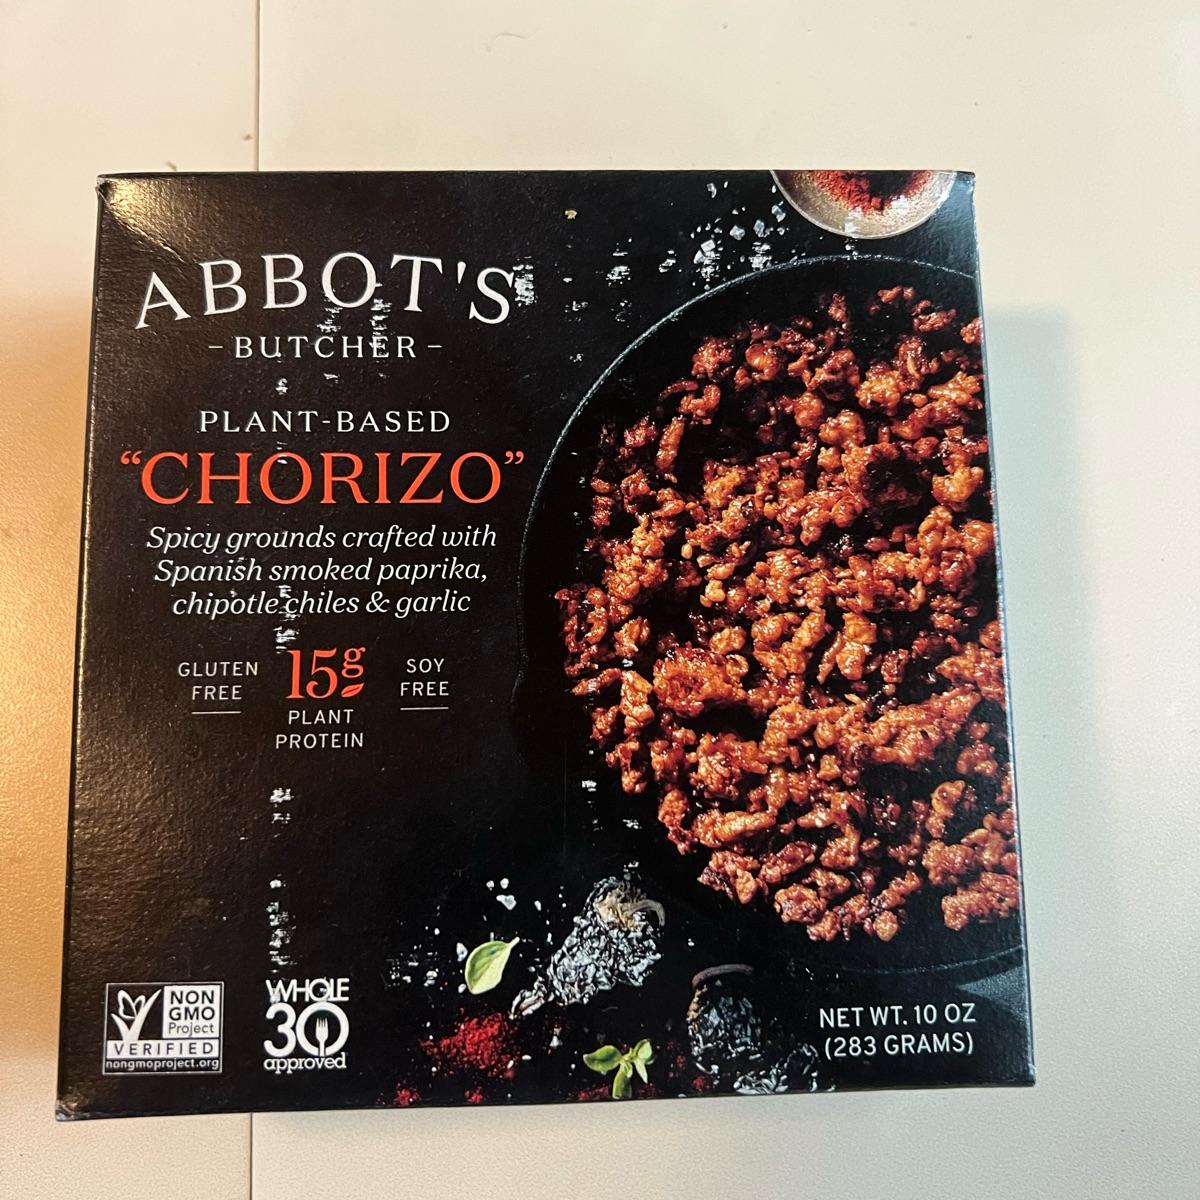 ABBOT'S
- BUTCHER -
PLANT-BASED
“CHORIZO”
Spicy grounds crafted with
Spanish smoked paprika,
chipotle chiles & garlic
GLUTEN
FREE
15g
PLANT
PROTEIN
SOY
FREE
NON
GMO
Project
VERIFIED
nongmoproject.org
WHOLE
30
approved
NET WT. 10 OZ
(283 GRAMS)